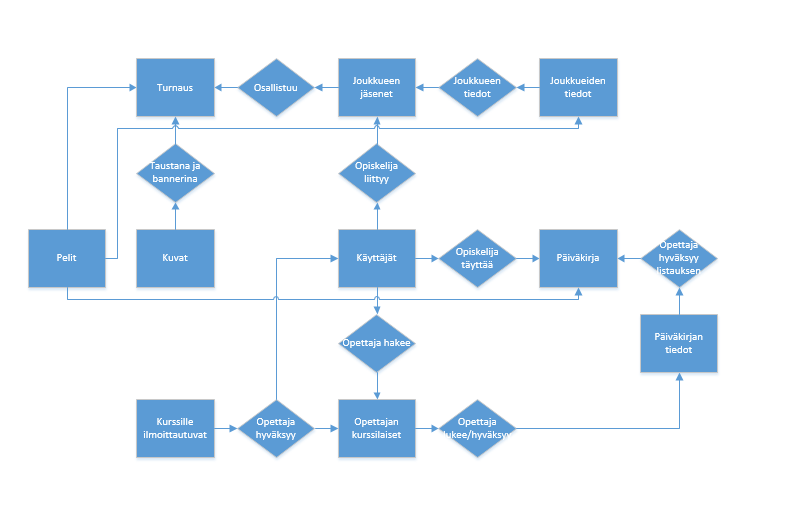 Turnaus
Osallistuu
Joukkueen
jäsenet
Joukkueen
tiedot
Joukkueiden
tiedot
Taustana ja
bannerina
Opiskelija
liittyy
Pelit
Kuvat
Käyttäjät
Opiskelija
täyttää
Päiväkirja
Opettaja
hyväksyy
listauksen
Opettaja hakee
Päiväkirjan
tiedot
Kurssille
ilmoittautuvat
Opettaja
hyväksyy
Opettajan
kurssilaiset
Opettaja
lukee/hyväksyy